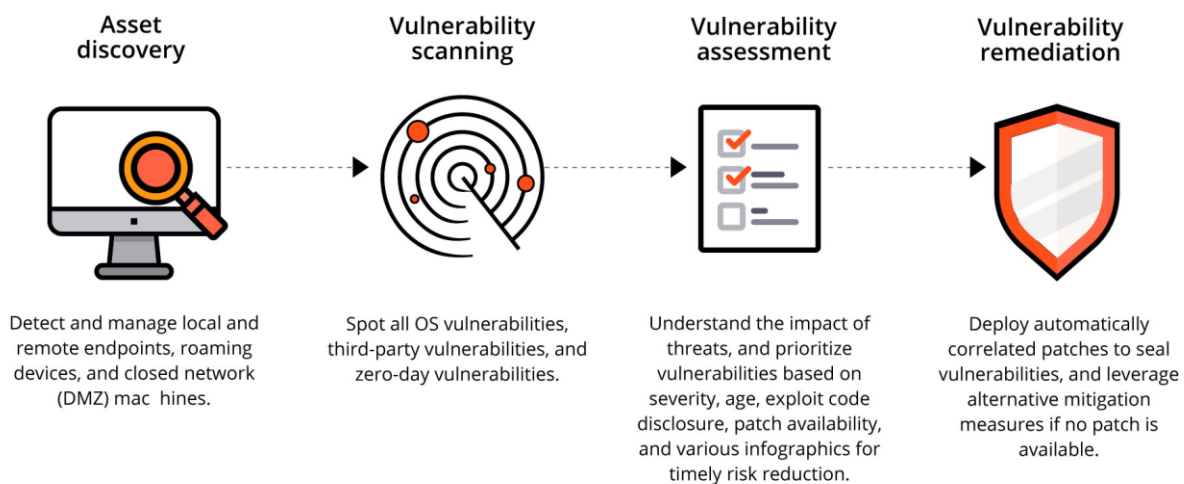 Asset
discovery
Vulnerability
scanning
Vulnerability
assessment
Vulnerability
remediation
Detect and manage local and
remote endpoints, roaming
devices, and closed network
(DMZ) mac hines.
Spot all OS vulnerabilities,
third-party vulnerabilities, and
zero-day vulnerabilities.
Understand the impact of
threats, and prioritize
vulnerabilities based on
severity, age, exploit code
disclosure, patch availability,
and various infographics for
timely risk reduction.
Deploy automatically
correlated patches to seal
vulnerabilities, and leverage
alternative mitigation
measures if no patch is
available.